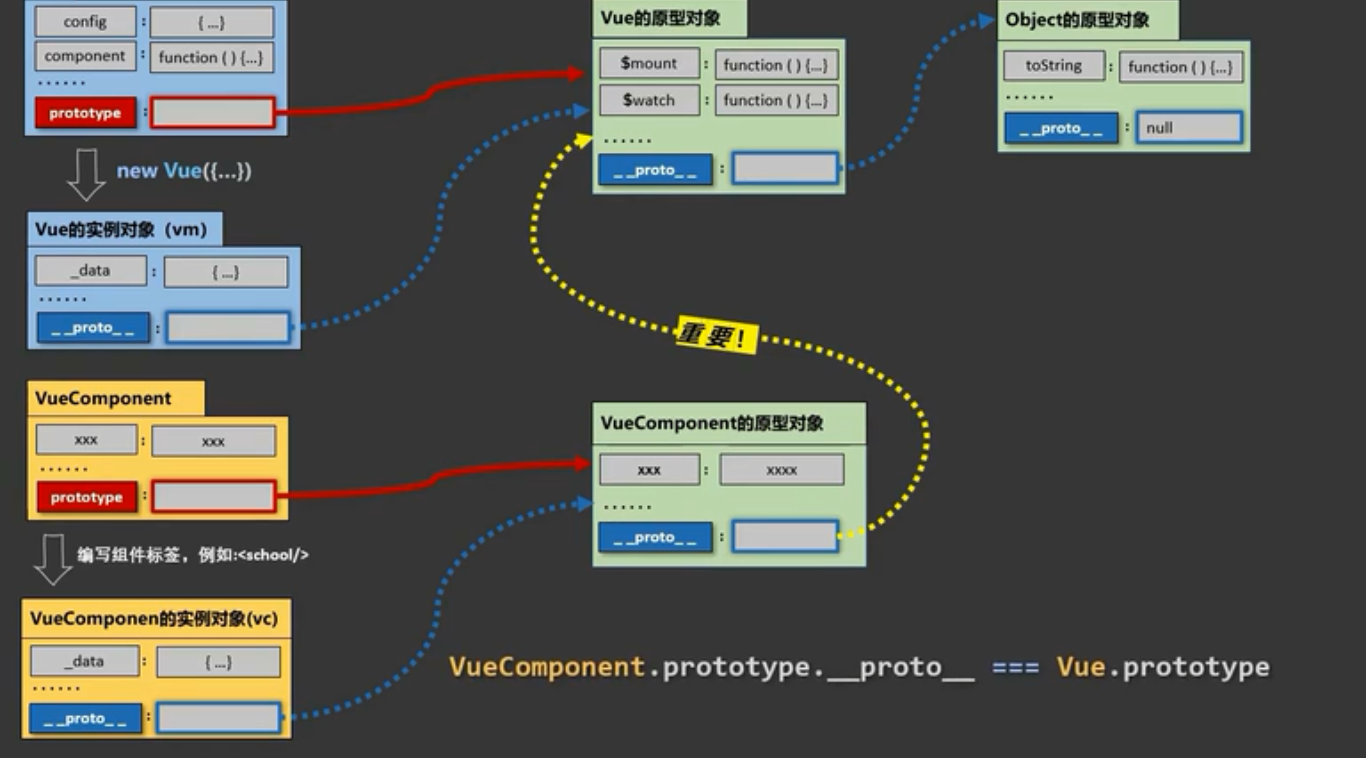 config : {...}
component : function ( ) {...}
······
prototype :
new Vue({...})
Vue的实例对象（vm）
_data : {...}
······
_ _proto_ _ :
VueComponent
xxx : xxx
······
prototype :
编写组件标签，例如:<school/>
VueComponen的实例对象(vc)
_data : {...}
······
_ _proto_ _ :
Vue的原型对象
$mount : function ( ) {...}
$watch : function ( ) {...}
······
_ _proto_ _ :
Object的原型对象
toString : function ( ) {...}
······
_ _proto_ _ : null
重要！
VueComponent的原型对象
xxx : xxxx
······
_ _proto_ _ :
VueComponent.prototype.__proto__ === Vue.prototype